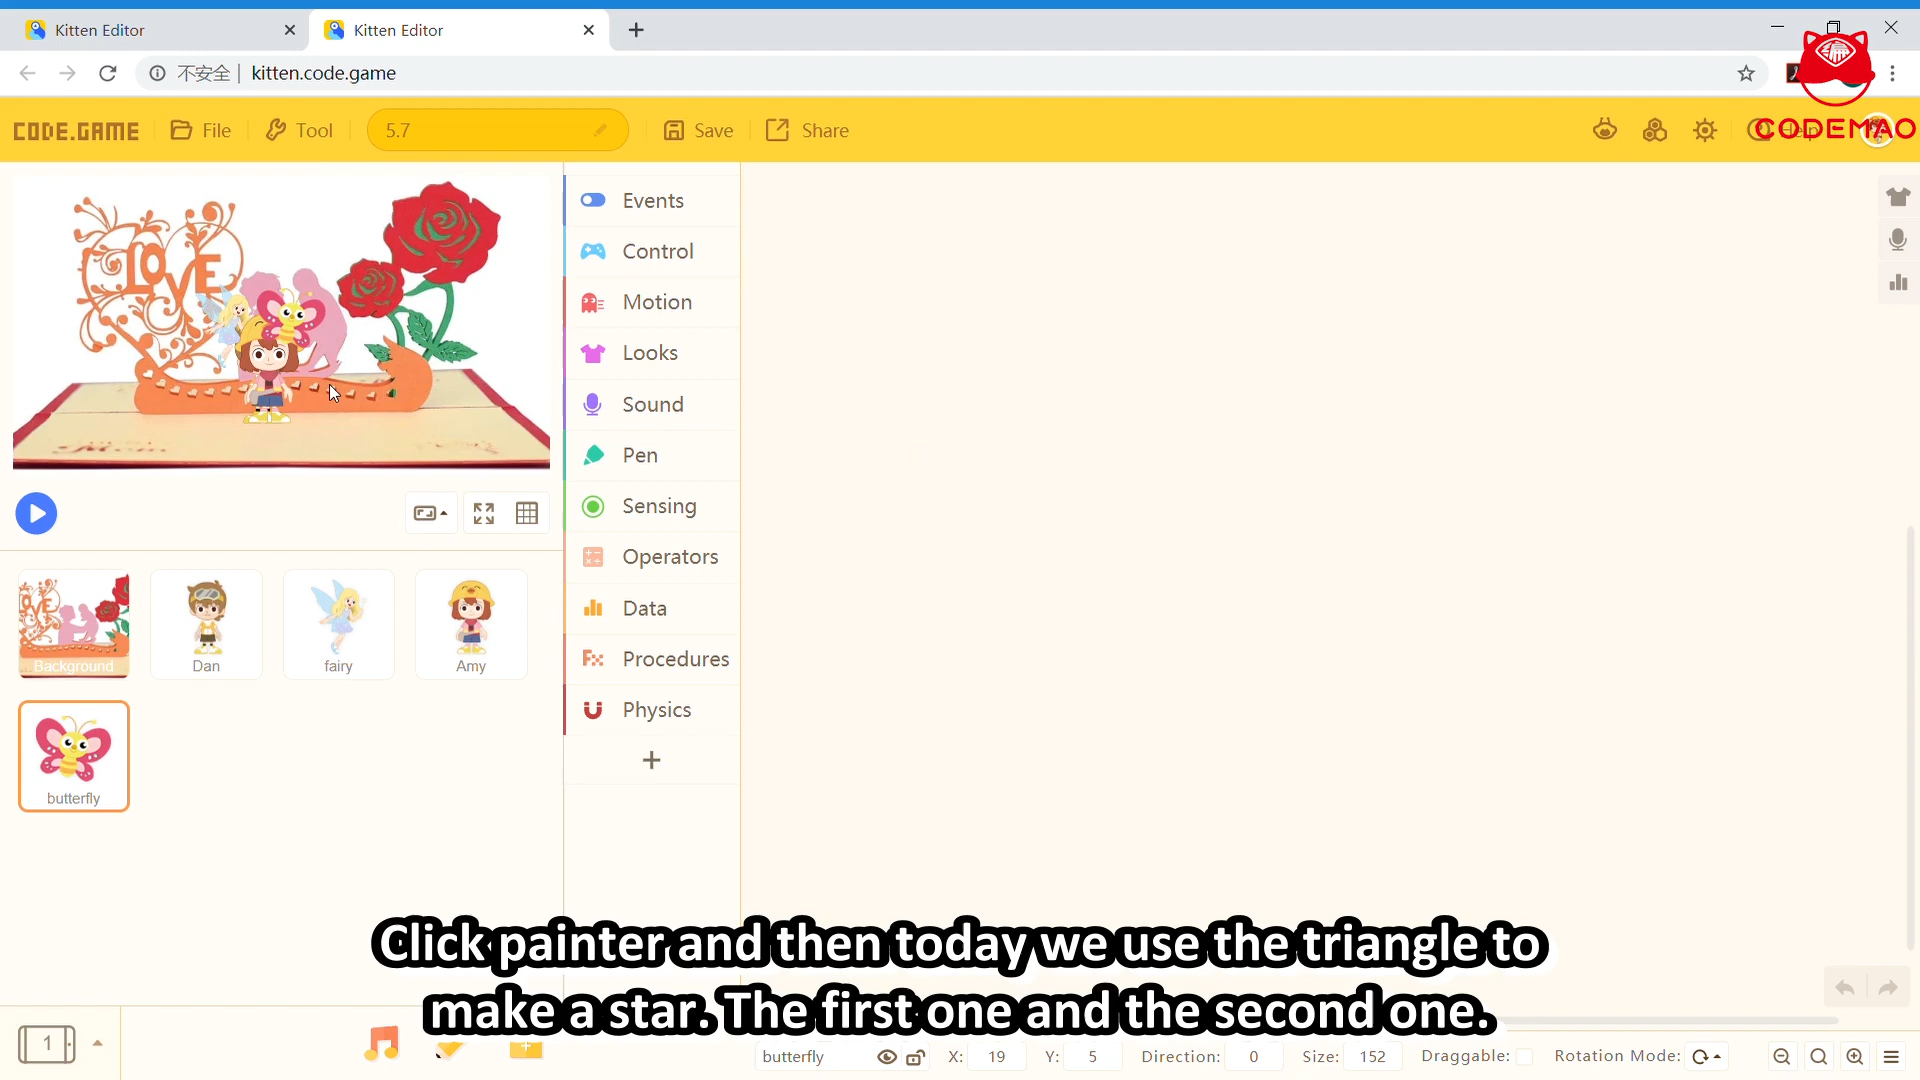 Kitten Editor
Kitten Editor
不安全 | kitten.code.game
CODE.GAME
File
Tool
5.7
Save
Share
CODEMAO
LOVE
Events
Control
Motion
Looks
Sound
Pen
Sensing
Operators
Data
Fx Procedures
Physics
Background
Dan
fairy
Amy
butterfly
Click painter and then today we use the triangle to
make a star. The first one and the second one.
1
butterfly
X: 19
Y: 5
Direction: 0
Size: 152
Draggable:
Rotation Mode: